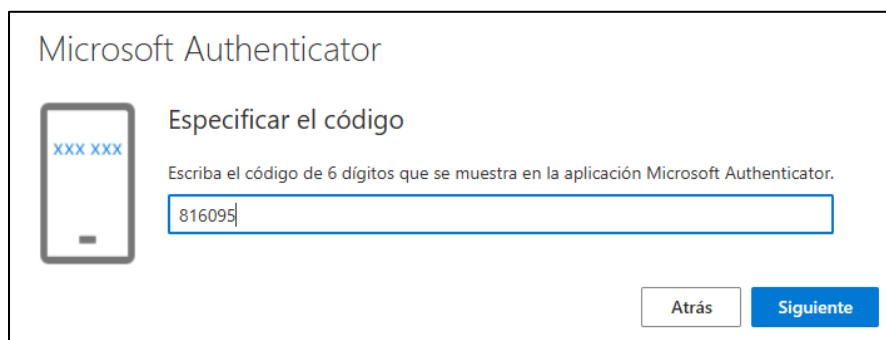 Microsoft Authenticator
Especificar el código
XXX XXX
Escriba el código de 6 dígitos que se muestra en la aplicación Microsoft Authenticator.
816095
Atrás
Siguiente